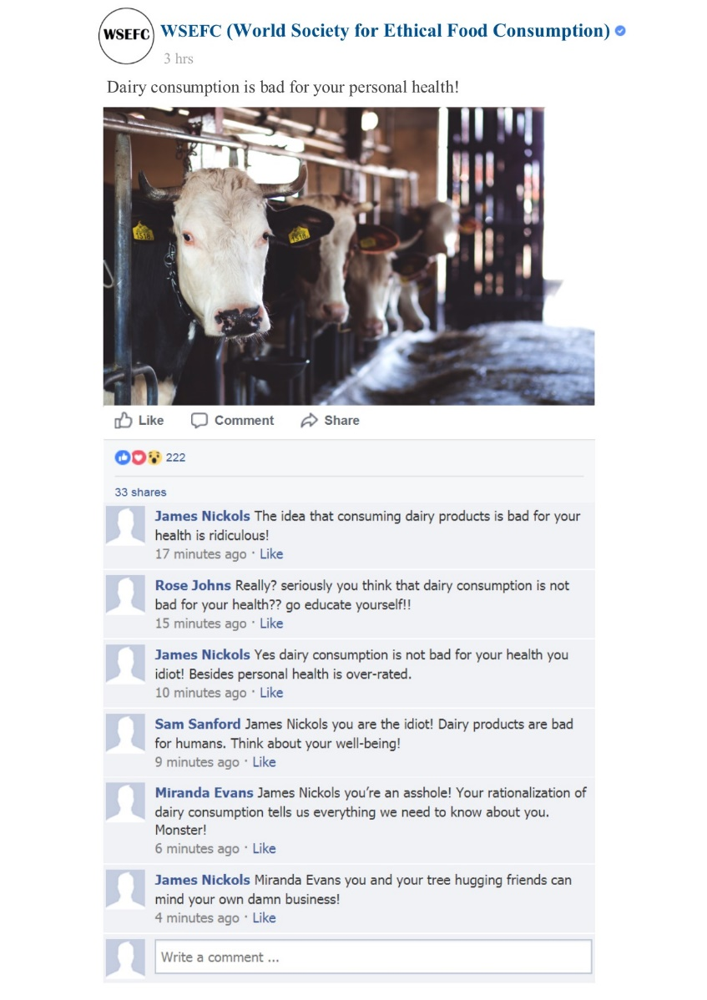 WSEFC
WSEFC (World Society for Ethical Food Consumption)
3 hrs
Dairy consumption is bad for your personal health!
1518
1518
Like Comment Share
222
33 shares
James Nickols The idea that consuming dairy products is bad for your
health is ridiculous!
17 minutes ago · Like
Rose Johns Really? seriously you think that dairy consumption is not
bad for your health?? go educate yourself!!
15 minutes ago · Like
James Nickols Yes dairy consumption is not bad for your health you
idiot! Besides personal health is over-rated.
10 minutes ago · Like
Sam Sanford James Nickols you are the idiot! Dairy products are bad
for humans. Think about your well-being!
9 minutes ago · Like
Miranda Evans James Nickols you’re an asshole! Your rationalization of
dairy consumption tells us everything we need to know about you.
Monster!
6 minutes ago · Like
James Nickols Miranda Evans you and your tree hugging friends can
mind your own damn business!
4 minutes ago · Like
Write a comment ...